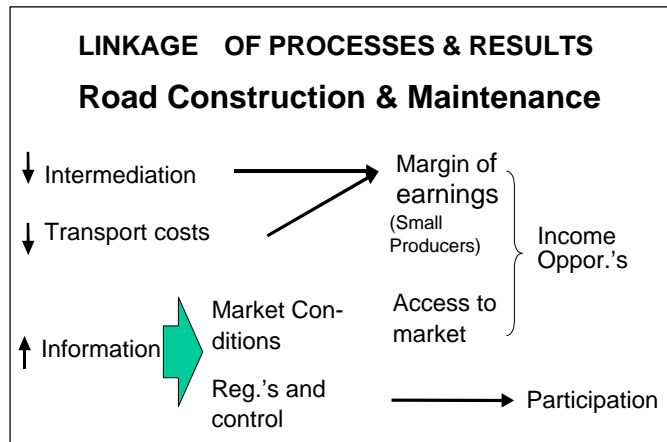 LINKAGE OF PROCESSES & RESULTS
Road Construction & Maintenance
Intermediation
Transport costs
Information
Margin of
earnings
(Small
Producers)
Income
Oppor.'s
Market Con-
ditions
Access to
market
Reg.'s and
control
Participation